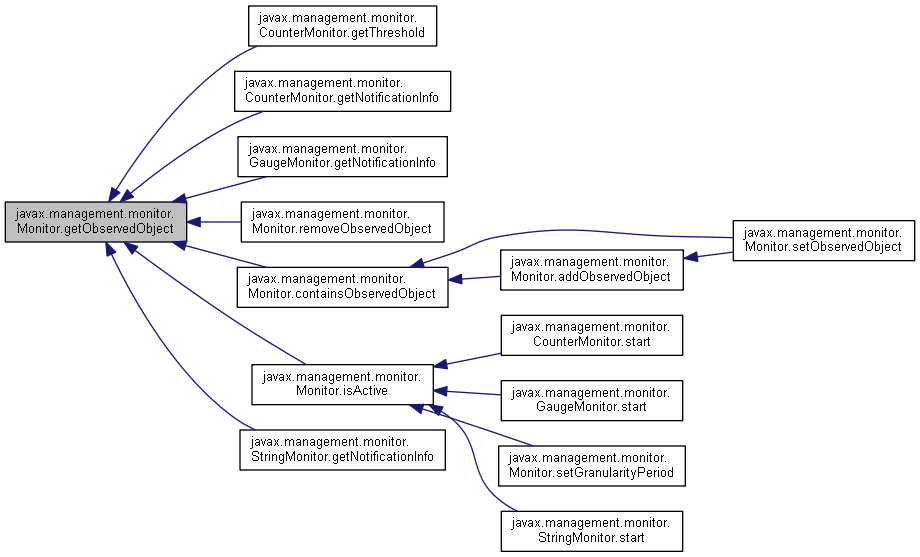 javax.management.monitor.
CounterMonitor.getThreshold
javax.management.monitor.
CounterMonitor.getNotificationInfo
javax.management.monitor.
GaugeMonitor.getNotificationInfo
javax.management.monitor.
Monitor.getObservedObject
javax.management.monitor.
Monitor.removeObservedObject
javax.management.monitor.
Monitor.setObservedObject
javax.management.monitor.
Monitor.containsObservedObject
javax.management.monitor.
Monitor.addObservedObject
javax.management.monitor.
CounterMonitor.start
javax.management.monitor.
Monitor.isActive
javax.management.monitor.
GaugeMonitor.start
javax.management.monitor.
StringMonitor.getNotificationInfo
javax.management.monitor.
Monitor.setGranularityPeriod
javax.management.monitor.
StringMonitor.start